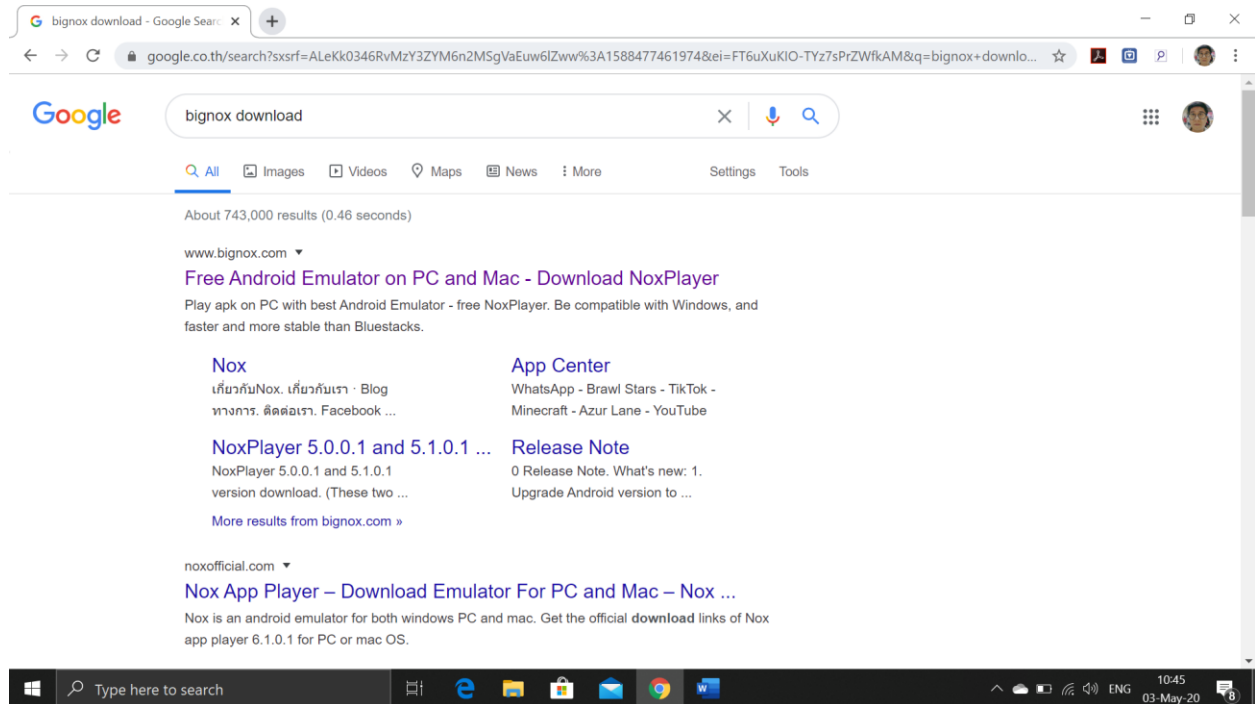 bignox download - Google Searc
google.co.th/search?sxsrf=ALeKk0346RvMzY3ZYM6n2MSgVaEuw6lZww%3A1588477461974&ei=FT6uXuKIO-TYz7sPrZWfkAM&q=bignox+downlo...
Google
bignox download
All Images Videos Maps News More Settings Tools
About 743,000 results (0.46 seconds)
www.bignox.com
Free Android Emulator on PC and Mac - Download NoxPlayer
Play apk on PC with best Android Emulator - free NoxPlayer. Be compatible with Windows, and
faster and more stable than Bluestacks.
Nox
เกี่ยวกับNox. เกี่ยวกับเรา · Blog
ทางการ. ติดต่อเรา. Facebook ...
App Center
WhatsApp - Brawl Stars - TikTok -
Minecraft - Azur Lane - YouTube
NoxPlayer 5.0.0.1 and 5.1.0.1 ...
NoxPlayer 5.0.0.1 and 5.1.0.1
version download. (These two ...
Release Note
0 Release Note. What's new: 1.
Upgrade Android version to ...
More results from bignox.com »
noxofficial.com
Nox App Player – Download Emulator For PC and Mac – Nox ...
Nox is an android emulator for both windows PC and mac. Get the official download links of Nox
app player 6.1.0.1 for PC or mac OS.
Type here to search
ENG
10:45
03-May-20
8